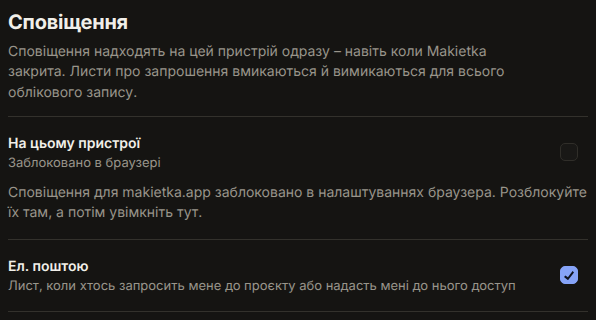 Сповіщення
Сповіщення надходять на цей пристрій одразу – навіть коли Makietka
закрита. Листи про запрошення вмикаються й вимикаються для всього
облікового запису.
На цьому пристрої
Заблоковано в браузері
Сповіщення для makietka.app заблоковано в налаштуваннях браузера. Розблокуйте
їх там, а потім увімкніть тут.
Ел. поштою
Лист, коли хтось запросить мене до проєкту або надасть мені до нього доступ